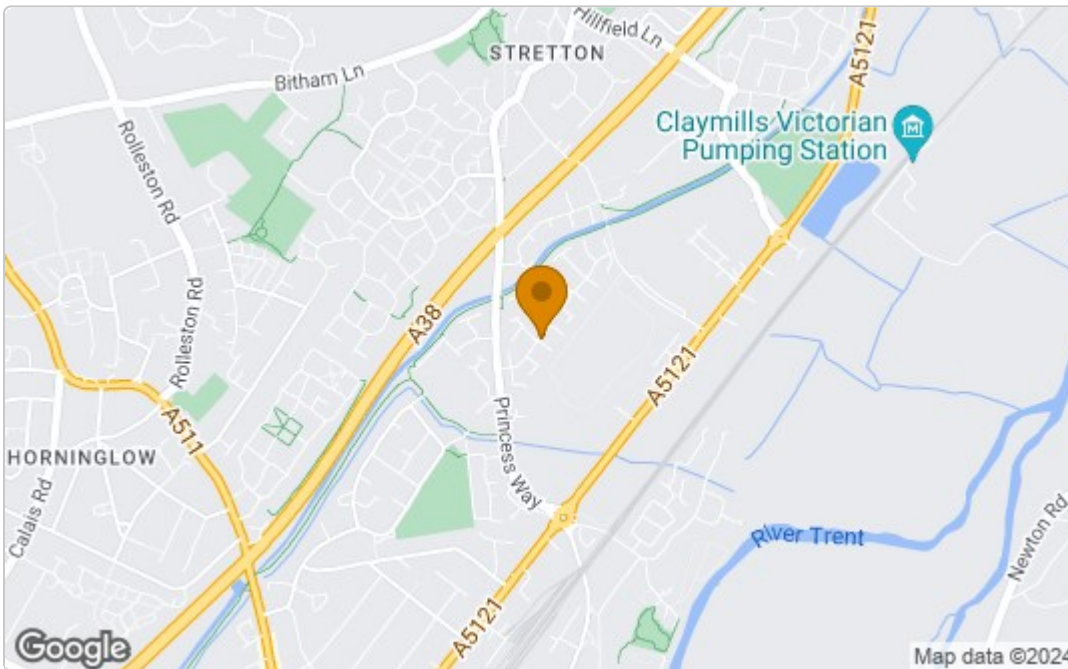 Hillfield Ln
STRETTON
A5121
Bitham Ln
Claymills Victorian
Pumping Station
Rolleston Rd
Rolleston Rd
A38
A5121
A511
Princess Way
HORNINGLOW
Calais Rd
River Trent
Newton Rd
A5121
Google
Map data ©2024